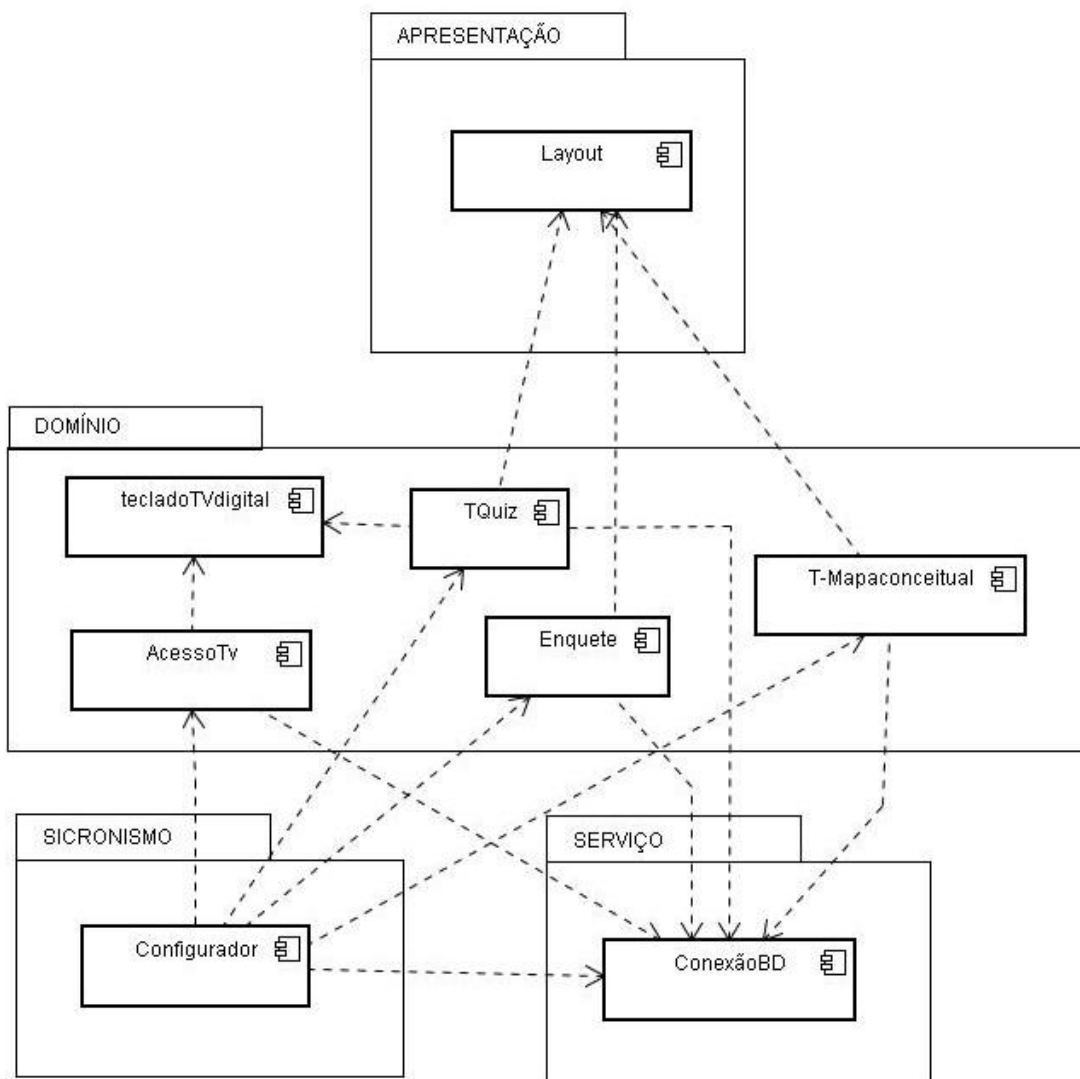 APRESENTAÇÃO
Layout
DOMÍNIO
tecladoTVdigital
TQuiz
T-Mapaconceitual
AcessoTv
Enquete
SICRONISMO
SERVIÇO
Configurador
ConexãoBD